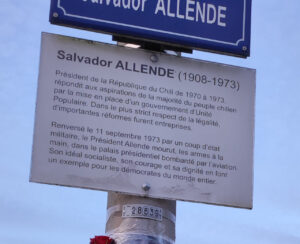 Salvador ALLENDE
Salvador ALLENDE (1908-1973)
Président de la République du Chili de 1970 à 1973,
répondit aux aspirations de la majorité du peuple chilien
par la mise en place d'un gouvernement d'Unité
Populaire. Dans le plus strict respect de la légalité,
d'importantes réformes furent entreprises.
Renversé le 11 septembre 1973 par un coup d'état
militaire, le Président Allende mourut, les armes à la
main, dans le palais présidentiel bombardé par l'aviation
Son idéal socialiste, son courage et sa dignité en font
un exemple pour les démocrates du monde entier.
28539